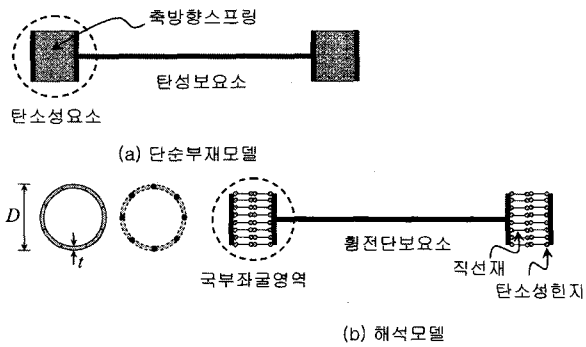 축방향스프링
탄성보요소
탄소성요소
(a) 단순부재모델
D
t
횡전단보요소
국부좌굴영역
직선재
탄소성힌지
(b) 해석모델